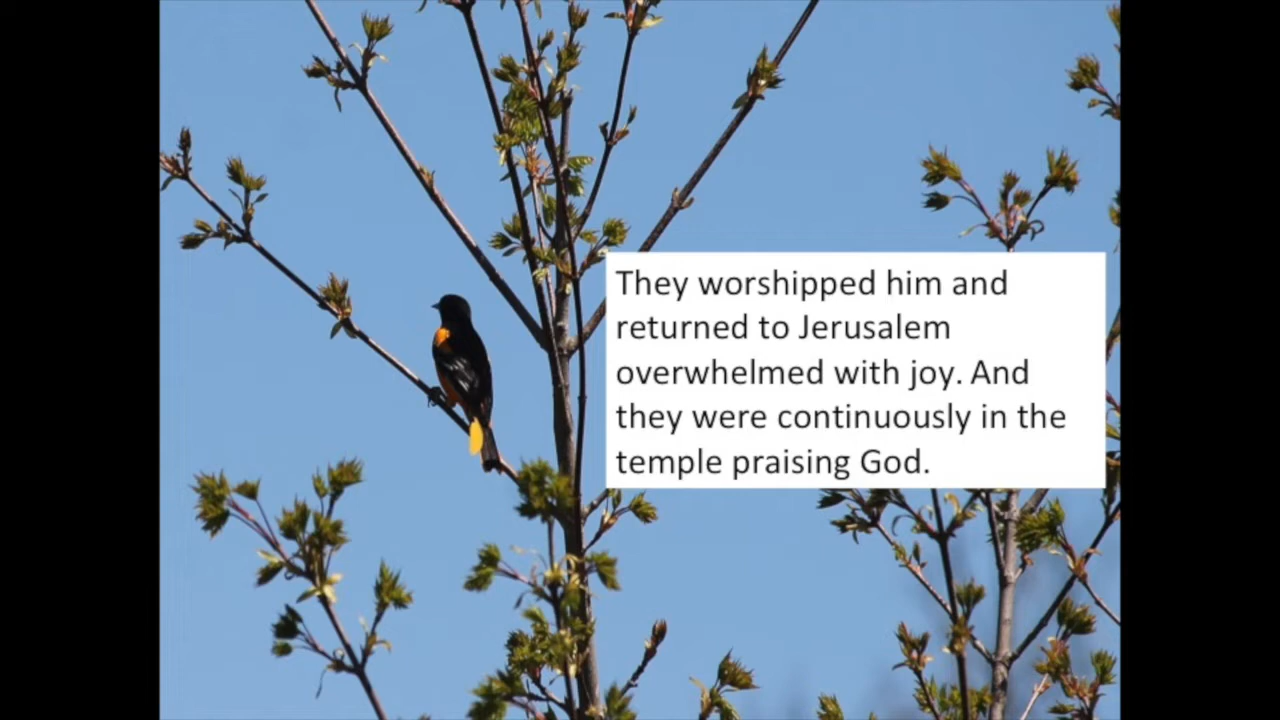 They worshipped him and
returned to Jerusalem
overwhelmed with joy. And
they were continuously in the
temple praising God.